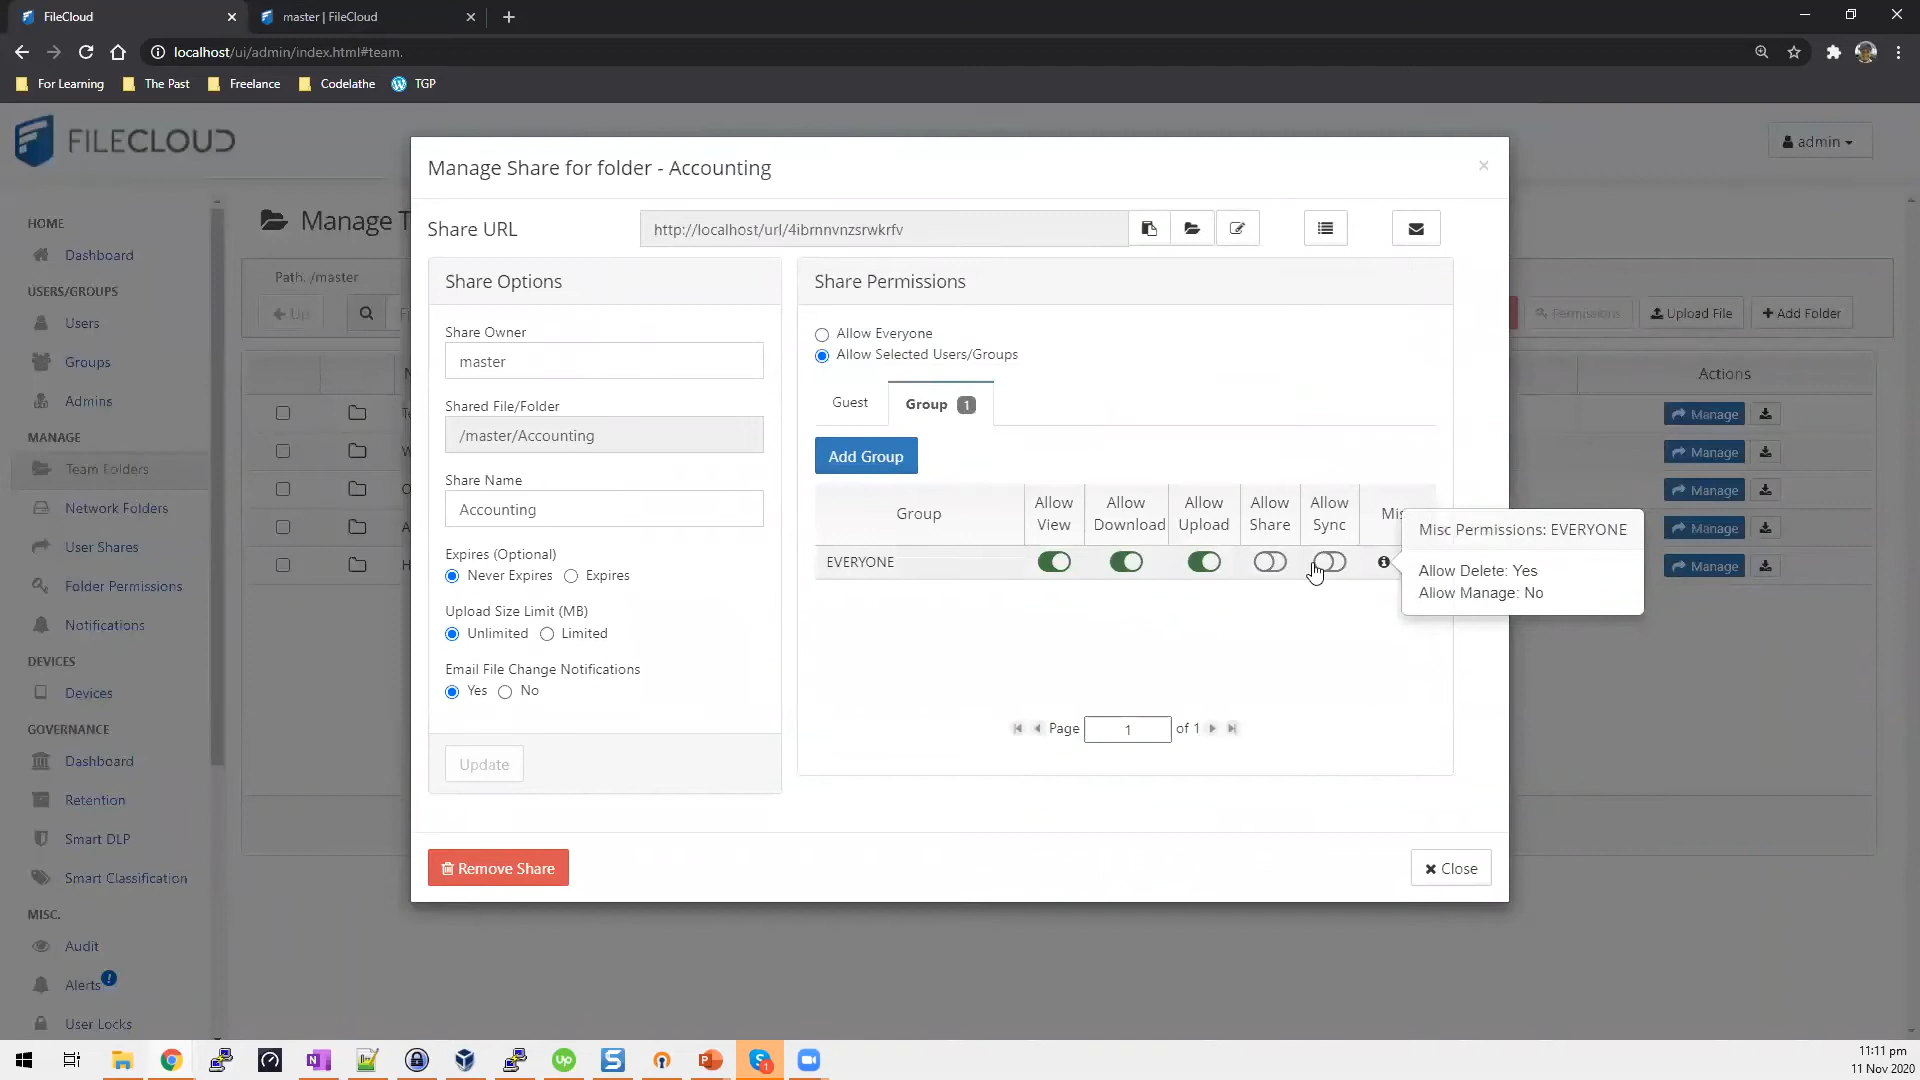 FileCloud
master | FileCloud
localhost/ui/admin/index.html#team.
For Learning
The Past
Freelance
Codelathe
TGP
FILECLOUD
admin
HOME
Dashboard
USERS/GROUPS
Users
Groups
Admins
MANAGE
Team Folders
Network Folders
User Shares
Folder Permissions
Notifications
DEVICES
Devices
GOVERNANCE
Dashboard
Retention
Smart DLP
Smart Classification
MISC.
Audit
Alerts
User Locks
Manage T
Path. /master
Up
Permissions
Upload File
Add Folder
Actions
Manage
Manage
Manage
Manage
Manage
Manage Share for folder - Accounting
Share URL
http://localhost/url/4ibrnnvnzsrwkrfv
Share Options
Share Owner
master
Shared File/Folder
/master/Accounting
Share Name
Accounting
Expires (Optional)
Never Expires
Expires
Upload Size Limit (MB)
Unlimited
Limited
Email File Change Notifications
Yes
No
Update
Share Permissions
Allow Everyone
Allow Selected Users/Groups
Guest
Group 1
Add Group
Group
Allow View
Allow Download
Allow Upload
Allow Share
Allow Sync
EVERYONE
Misc Permissions: EVERYONE
Allow Delete: Yes
Allow Manage: No
Page 1 of 1
Remove Share
Close
11:11 pm
11 Nov 2020